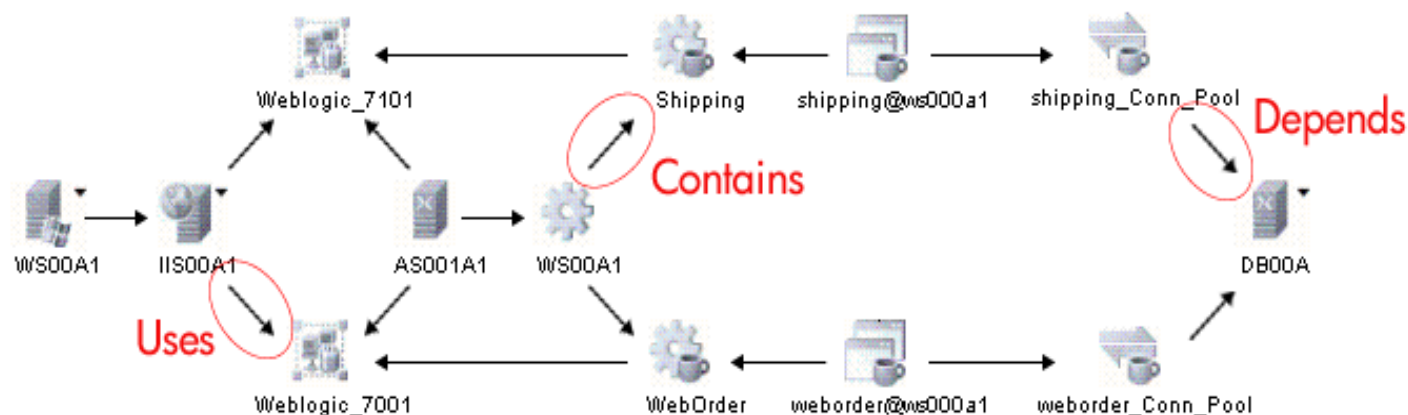 Weblogic_7101
Shipping
shipping@ws000a1
shipping_Conn_Pool
Depends
Contains
WS00A1
IIS00A1
AS001A1
WS00A1
DB00A
Uses
Weblogic_7001
WebOrder
weborder@ws000a1
weborder_Conn_Pool